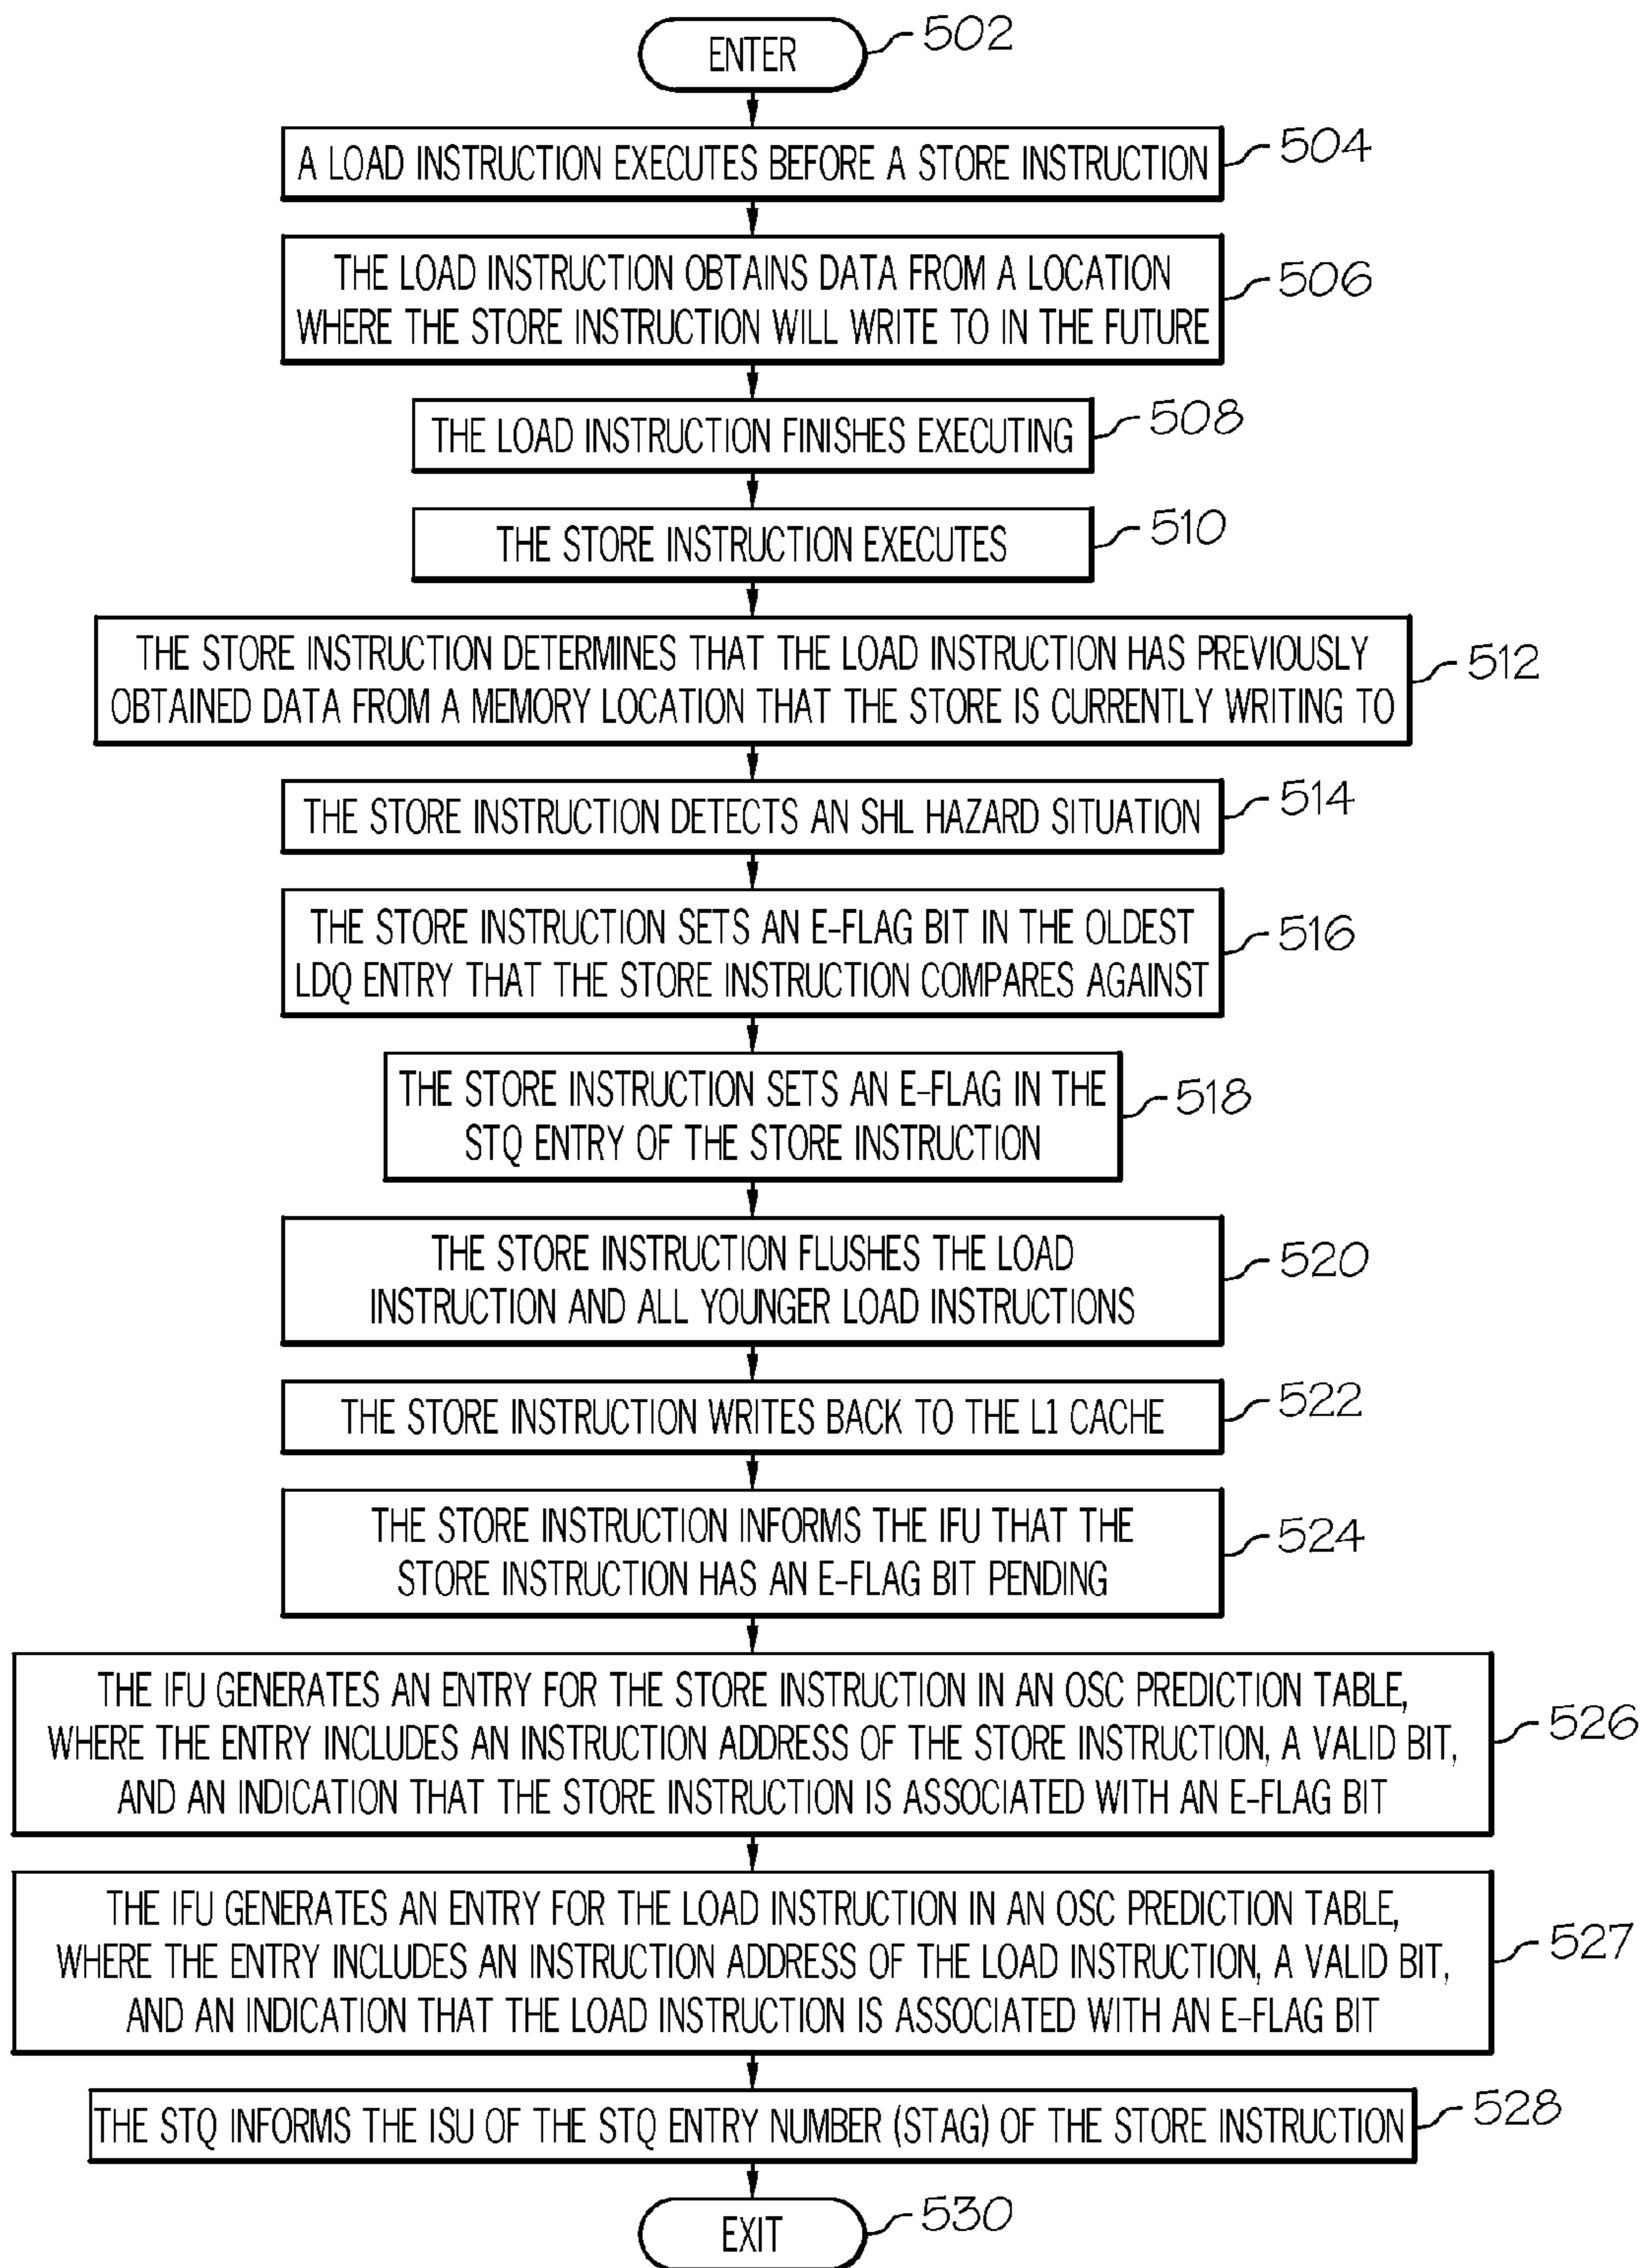 ENTER
502
A LOAD INSTRUCTION EXECUTES BEFORE A STORE INSTRUCTION
504
THE LOAD INSTRUCTION OBTAINS DATA FROM A LOCATION
WHERE THE STORE INSTRUCTION WILL WRITE TO IN THE FUTURE
506
THE LOAD INSTRUCTION FINISHES EXECUTING
508
THE STORE INSTRUCTION EXECUTES
510
THE STORE INSTRUCTION DETERMINES THAT THE LOAD INSTRUCTION HAS PREVIOUSLY
OBTAINED DATA FROM A MEMORY LOCATION THAT THE STORE IS CURRENTLY WRITING TO
512
THE STORE INSTRUCTION DETECTS AN SHL HAZARD SITUATION
514
THE STORE INSTRUCTION SETS AN E-FLAG BIT IN THE OLDEST
LDQ ENTRY THAT THE STORE INSTRUCTION COMPARES AGAINST
516
THE STORE INSTRUCTION SETS AN E-FLAG IN THE
STQ ENTRY OF THE STORE INSTRUCTION
518
THE STORE INSTRUCTION FLUSHES THE LOAD
INSTRUCTION AND ALL YOUNGER LOAD INSTRUCTIONS
520
THE STORE INSTRUCTION WRITES BACK TO THE L1 CACHE
522
THE STORE INSTRUCTION INFORMS THE IFU THAT THE
STORE INSTRUCTION HAS AN E-FLAG BIT PENDING
524
THE IFU GENERATES AN ENTRY FOR THE STORE INSTRUCTION IN AN OSC PREDICTION TABLE,
WHERE THE ENTRY INCLUDES AN INSTRUCTION ADDRESS OF THE STORE INSTRUCTION, A VALID BIT,
AND AN INDICATION THAT THE STORE INSTRUCTION IS ASSOCIATED WITH AN E-FLAG BIT
526
THE IFU GENERATES AN ENTRY FOR THE LOAD INSTRUCTION IN AN OSC PREDICTION TABLE,
WHERE THE ENTRY INCLUDES AN INSTRUCTION ADDRESS OF THE LOAD INSTRUCTION, A VALID BIT,
AND AN INDICATION THAT THE LOAD INSTRUCTION IS ASSOCIATED WITH AN E-FLAG BIT
527
THE STQ INFORMS THE ISU OF THE STQ ENTRY NUMBER (STAG) OF THE STORE INSTRUCTION
528
EXIT
530